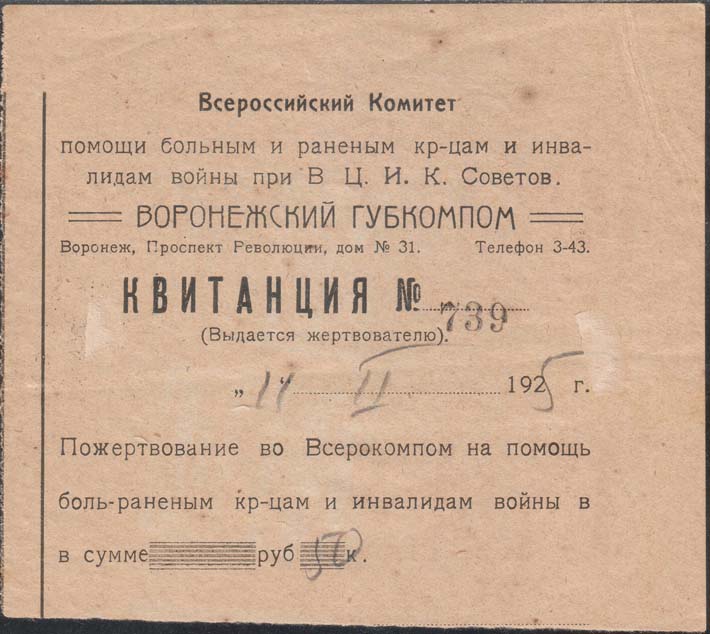 Всероссийский Комитет
помощи больным и раненым кр-цам и инва-
лидам войны при В Ц. И. К. Советов.
ВОРОНЕЖСКИЙ ГУБКОМПОМ
Воронеж, Проспект Революции, дом № 31. Телефон 3-43.
КВИТАНЦИЯ № 739
(Выдается жертвователю).
„11“ II 1925 г.
Пожертвование во Всерокомпом на помощь
боль-раненым кр-цам и инвалидам войны в
в сумме руб 50 к.